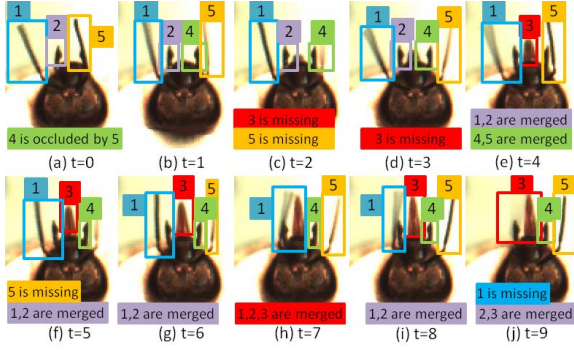 1 2 5
4 is occluded by 5
(a) t=0
1 2 4 5
(b) t=1
1 2 4
3 is missing
5 is missing
(c) t=2
1 2 4 5
3 is missing
(d) t=3
1 3 5
1,2 are merged
4,5 are merged
(e) t=4
1 3 4
5 is missing
1,2 are merged
(f) t=5
1 3 4 5
1,2 are merged
(g) t=6
1 4 5
1,2,3 are merged
(h) t=7
1 3 4 5
1,2 are merged
(i) t=8
3 4 5
1 is missing
2,3 are merged
(j) t=9